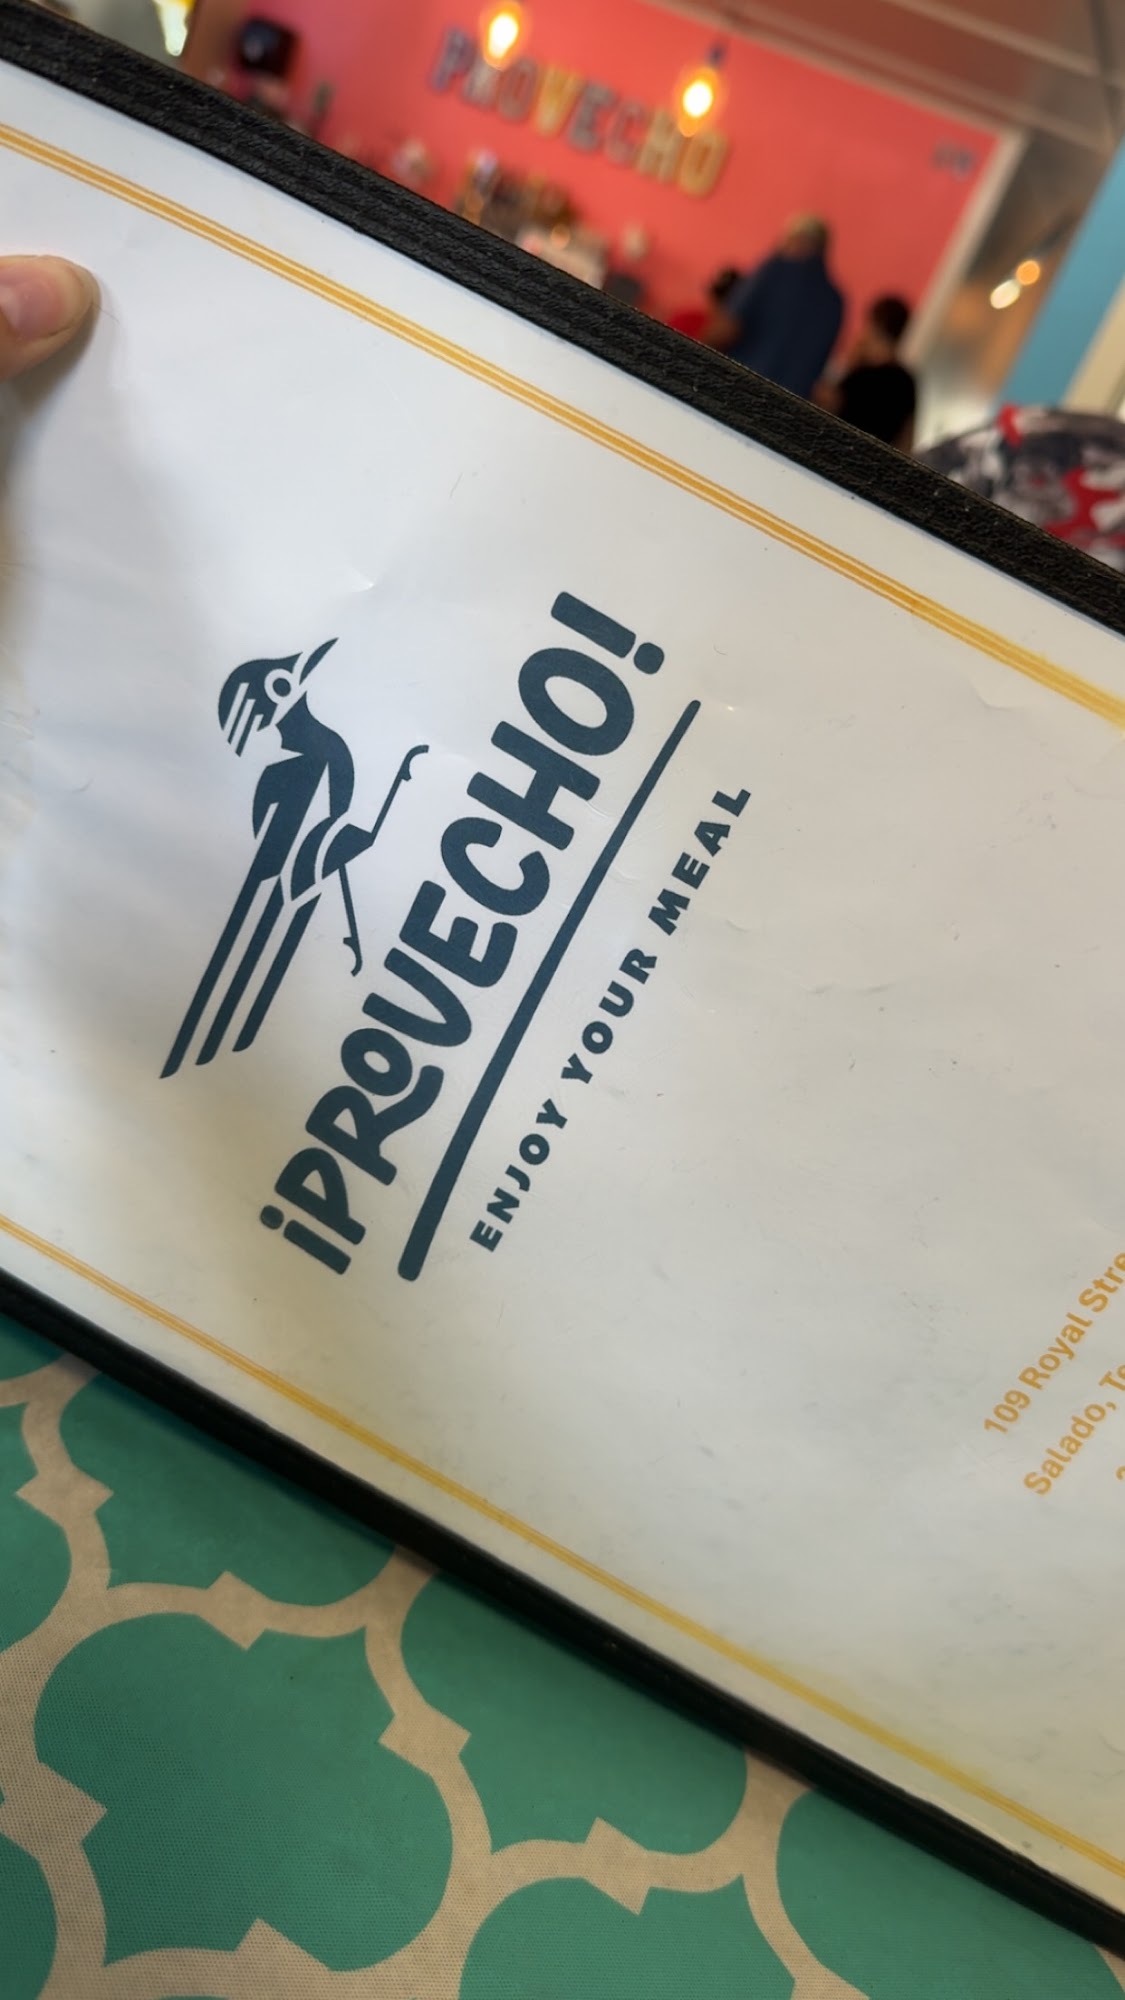 PROVECHO
¡PROVECHO!
ENJOY YOUR MEAL
109 Royal Stre
Salado, Te